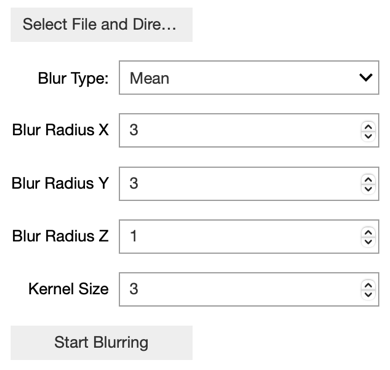 Select File and Dire...
Blur Type: Mean
Blur Radius X 3
Blur Radius Y 3
Blur Radius Z 1
Kernel Size 3
Start Blurring